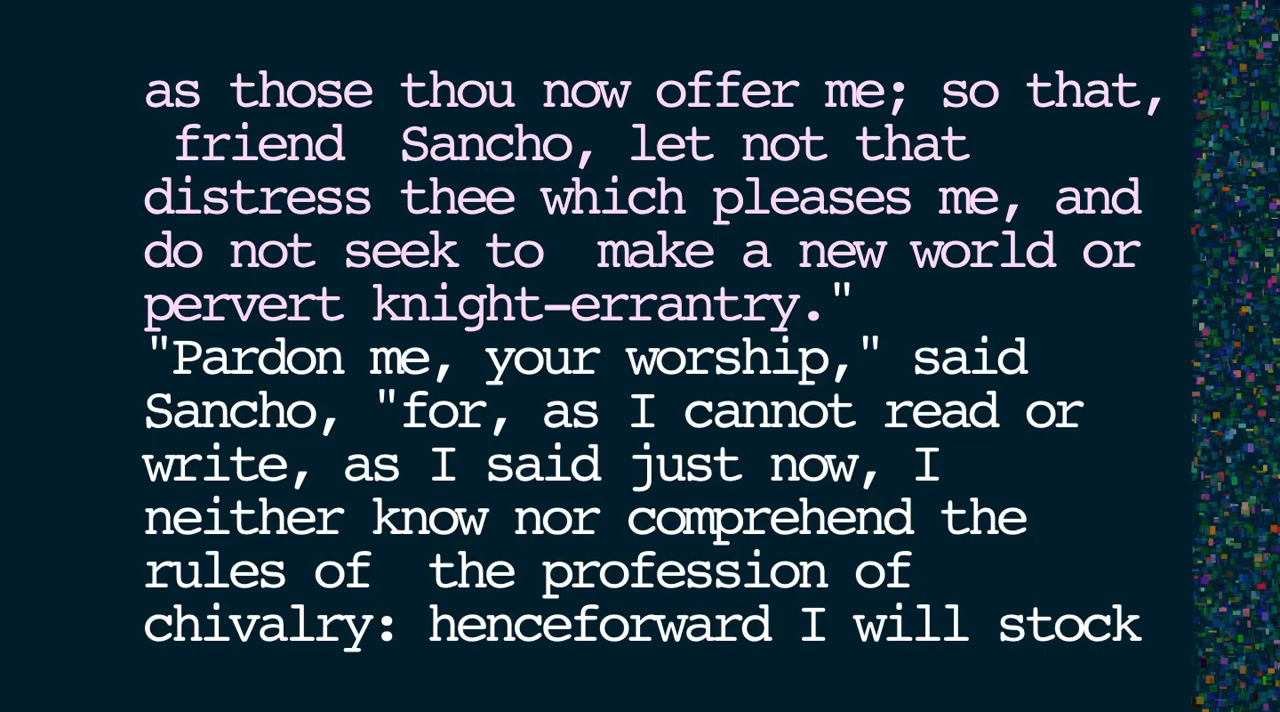 as those thou now offer me; so that,
friend  Sancho, let not that
distress thee which pleases me, and
do not seek to  make a new world or
pervert knight-errantry."
"Pardon me, your worship," said
Sancho, "for, as I cannot read or
write, as I said just now, I
neither know nor comprehend the
rules of  the profession of
chivalry: henceforward I will stock